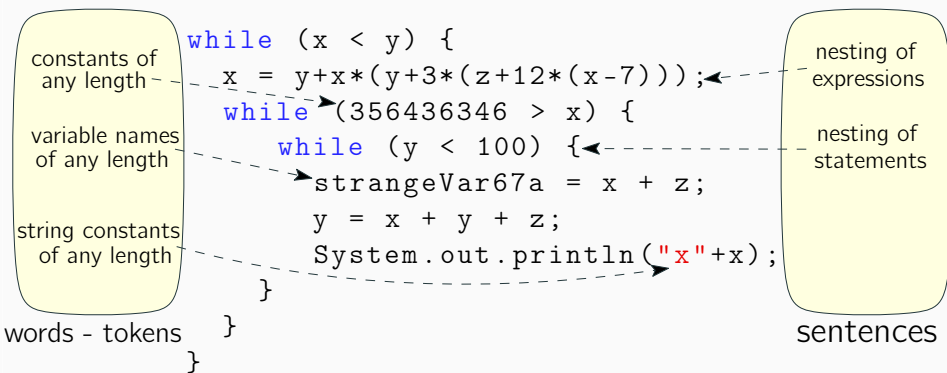 constants of
any length
variable names
of any length
string constants
of any length
words - tokens
while (x < y) {
x = y+x*(y+3*(z+12*(x-7)));
while (356436346 > x) {
while (y < 100) {
strangeVar67a = x + z;
y = x + y + z;
System.out.println("x"+x);
}
}
}
nesting of
expressions
nesting of
statements
sentences